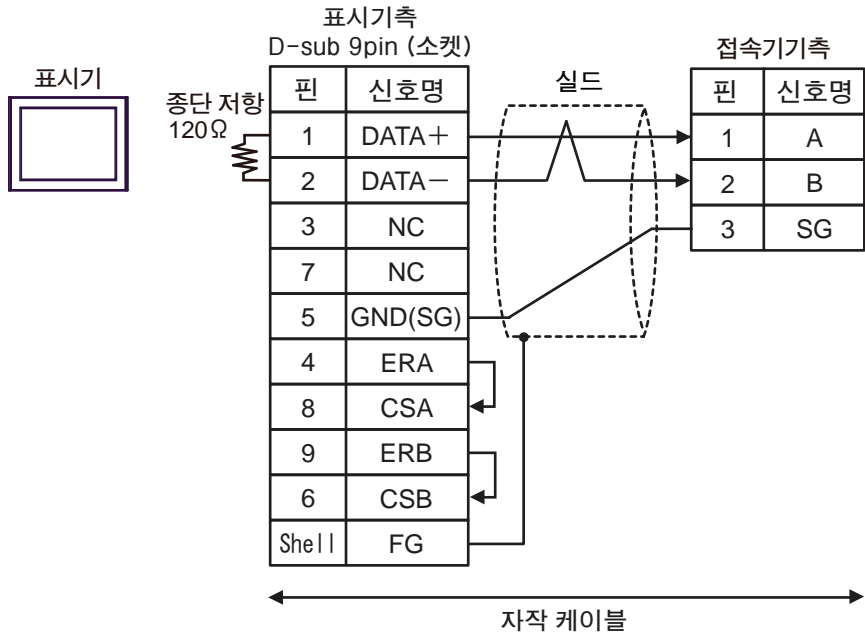 표시기측
D-sub 9pin (소켓)
접속기기측
표시기
종단 저항
120Ω
실드
핀 신호명
1 DATA+
2 DATA−
3 NC
7 NC
5 GND(SG)
4 ERA
8 CSA
9 ERB
6 CSB
Shell FG
핀 신호명
1 A
2 B
3 SG
자작 케이블